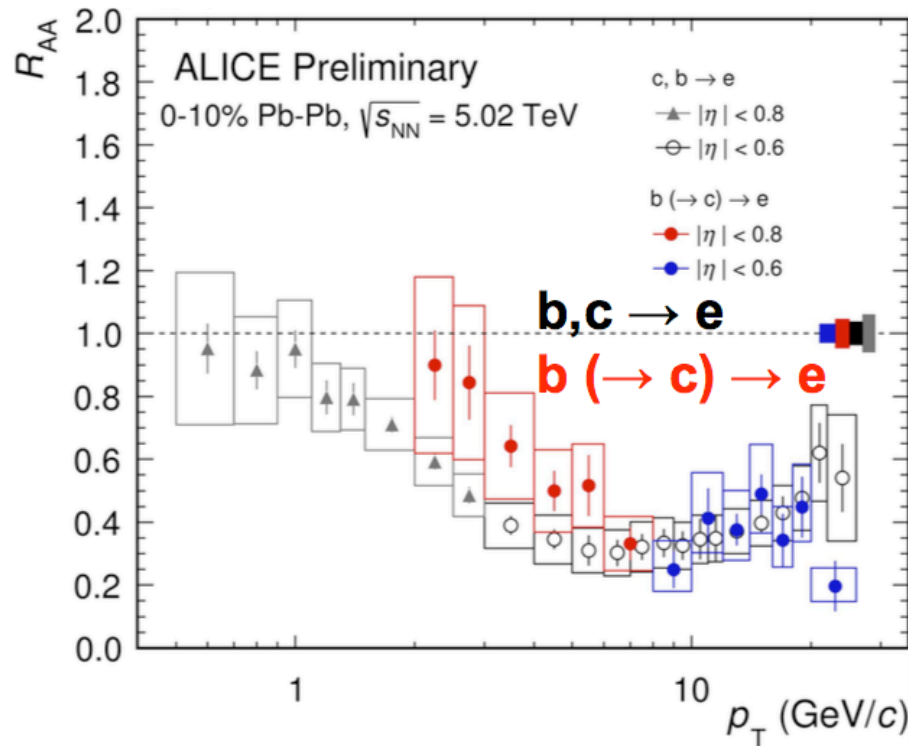 R_AA
2.0
1.8
1.6
1.4
1.2
1.0
0.8
0.6
0.4
0.2
0.0
ALICE Preliminary
0-10% Pb-Pb, √s_NN = 5.02 TeV
c, b → e
|η| < 0.8
|η| < 0.6
b (→ c) → e
|η| < 0.8
|η| < 0.6
b,c → e
b (→ c) → e
1
10
p_T (GeV/c)